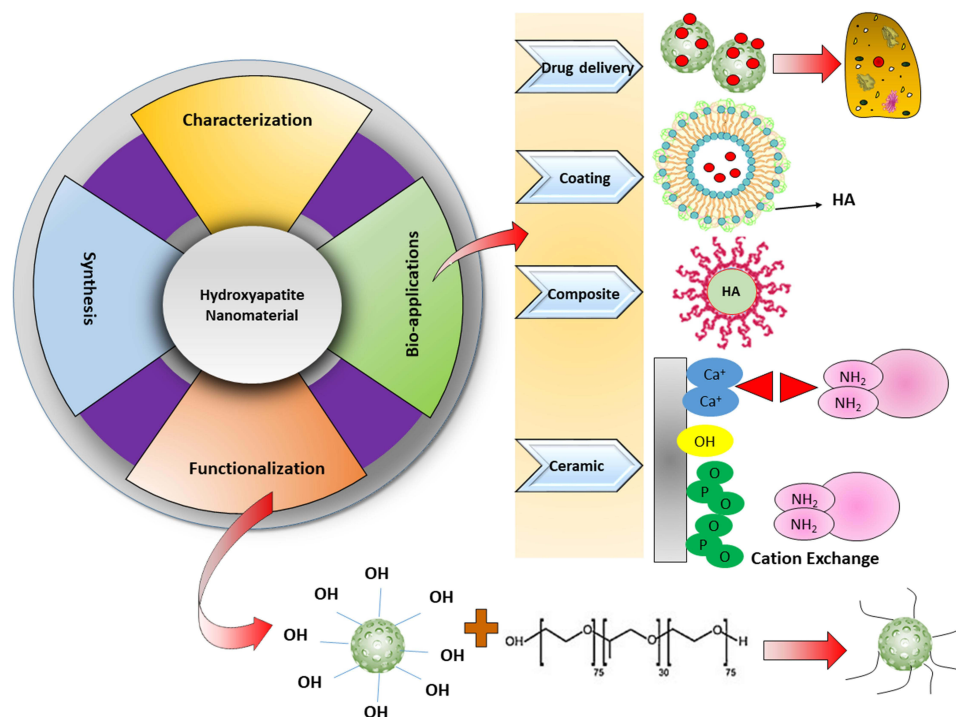 Characterization
Synthesis
Hydroxyapatite
Nanomaterial
Bio-applications
Functionalization
Drug delivery
Coating
HA
Composite
HA
Ceramic
Ca⁺
Ca⁺
NH₂
NH₂
OH
O
P
O
O
P
O
NH₂
NH₂
Cation Exchange
OH
OH
OH
OH
OH
OH
OH
OH
OH
OH
O
O
O
H
75
30
75